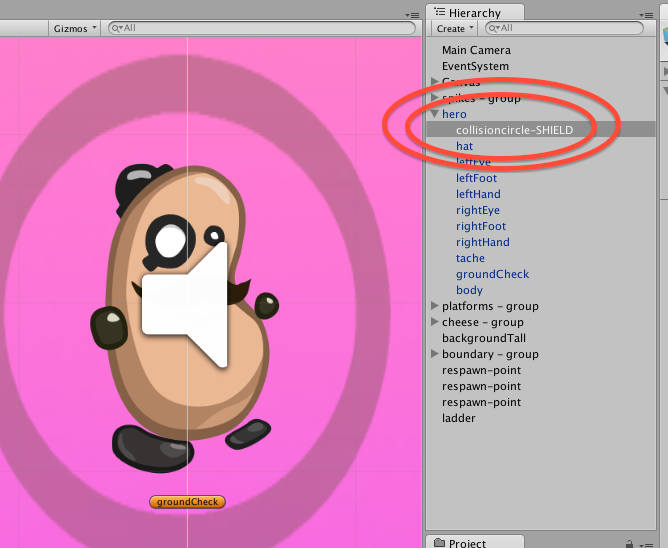 Gizmos
All
groundCheck
Hierarchy
Create
All
Main Camera
EventSystem
Canvas
spikes - group
hero
collisioncircle-SHIELD
hat
leftEye
leftFoot
leftHand
rightEye
rightFoot
rightHand
tache
groundCheck
body
platforms - group
cheese - group
backgroundTall
boundary - group
respawn-point
respawn-point
respawn-point
ladder
Project